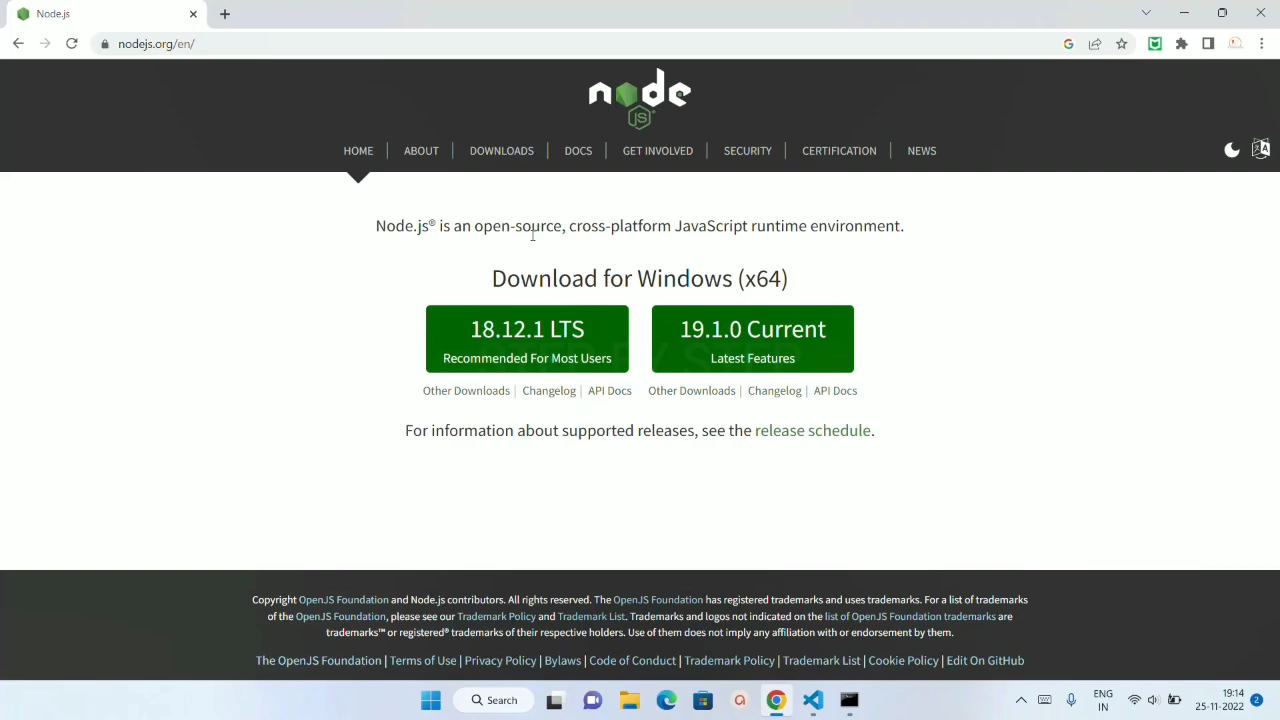 Node.js
nodejs.org/en/
node
JS
HOME
ABOUT
DOWNLOADS
DOCS
GET INVOLVED
SECURITY
CERTIFICATION
NEWS
Node.js® is an open-source, cross-platform JavaScript runtime environment.
Download for Windows (x64)
18.12.1 LTS
Recommended For Most Users
19.1.0 Current
Latest Features
Other Downloads | Changelog | API Docs
Other Downloads | Changelog | API Docs
For information about supported releases, see the release schedule.
Copyright OpenJS Foundation and Node.js contributors. All rights reserved. The OpenJS Foundation has registered trademarks and uses trademarks. For a list of trademarks
of the OpenJS Foundation, please see our Trademark Policy and Trademark List. Trademarks and logos not indicated on the list of OpenJS Foundation trademarks are
trademarks™ or registered® trademarks of their respective holders. Use of them does not imply any affiliation with or endorsement by them.
The OpenJS Foundation | Terms of Use | Privacy Policy | Bylaws | Code of Conduct | Trademark Policy | Trademark List | Cookie Policy | Edit On GitHub
Search
ENG
IN
19:14
25-11-2022
2